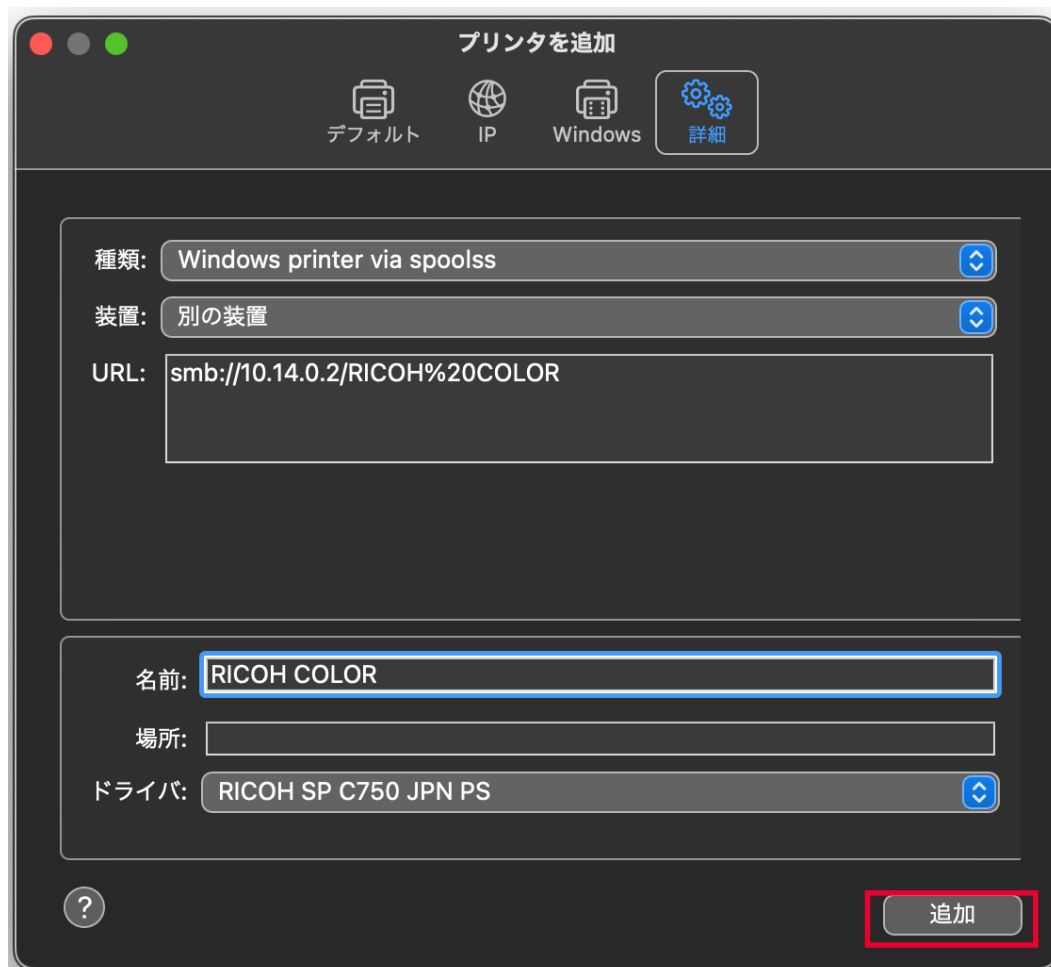 プリンタを追加
デフォルト
IP
Windows
詳細
種類: Windows printer via spoolss
装置: 別の装置
URL: smb://10.14.0.2/RICOH%20COLOR
名前: RICOH COLOR
場所:
ドライバ: RICOH SP C750 JPN PS
?
追加